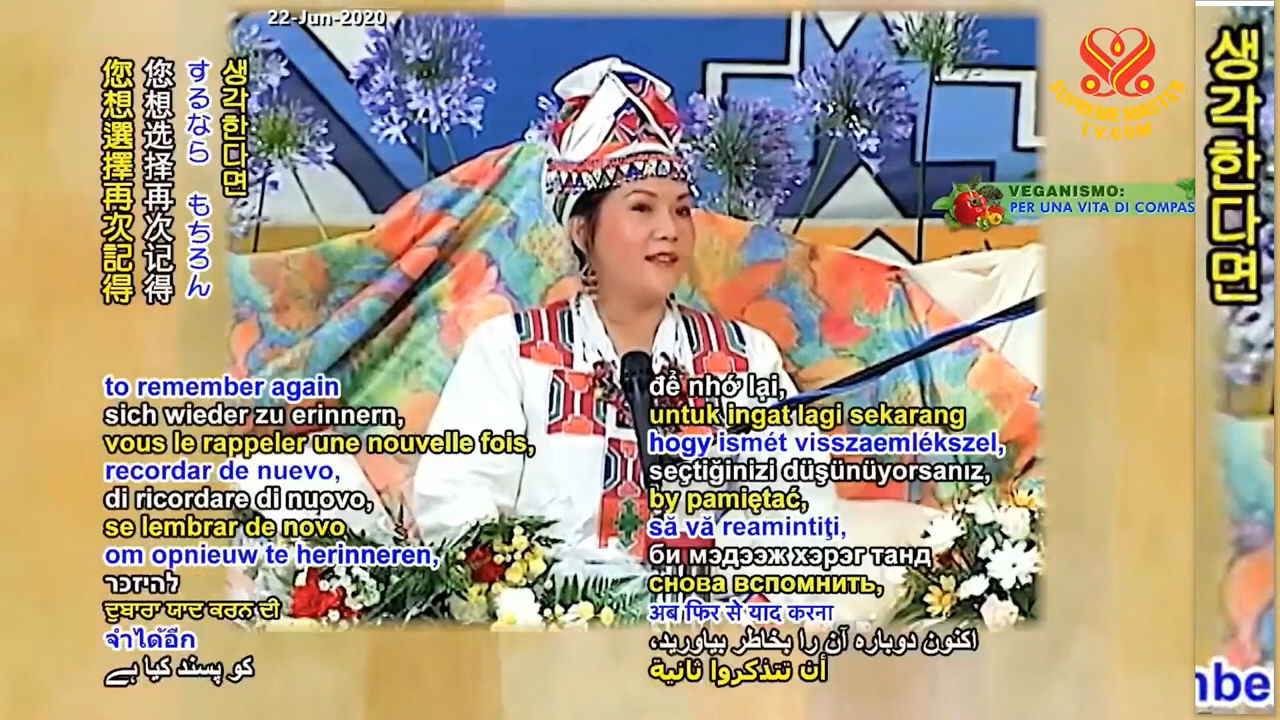 22-Jun-2020
생각한다면
するなら もちろん
您想选择再次记得
您想選擇再次記得
SUPREME MASTER
TV.COM
VEGANISMO:
PER UNA VITA DI COMPAS
to remember again
sich wieder zu erinnern,
vous le rappeler une nouvelle fois,
recordar de nuevo,
di ricordare di nuovo,
se lembrar de novo
om opnieuw te herinneren,
להיזכר
ਦੁਬਾਰਾ ਯਾਦ ਕਰਨ ਦੀ
จำได้อีก
کو پسند کیا ہے
để nhớ lại,
untuk ingat lagi sekarang
hogy ismét visszaemlékszel,
seçtiğinizi düşünüyorsanız,
by pamiętać,
să vă reamintiţi,
би мэдээж хэрэг танд
снова вспомнить,
अब फिर से याद करना
اکنون دوباره آن را بخاطر بیاورید،
أن تتذكروا ثانية
생각한다면